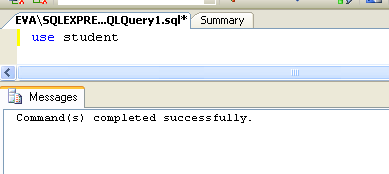 EVA\SQLEXPRE...QLQuery1.sql* Summary
use student
Messages
Command(s) completed successfully.